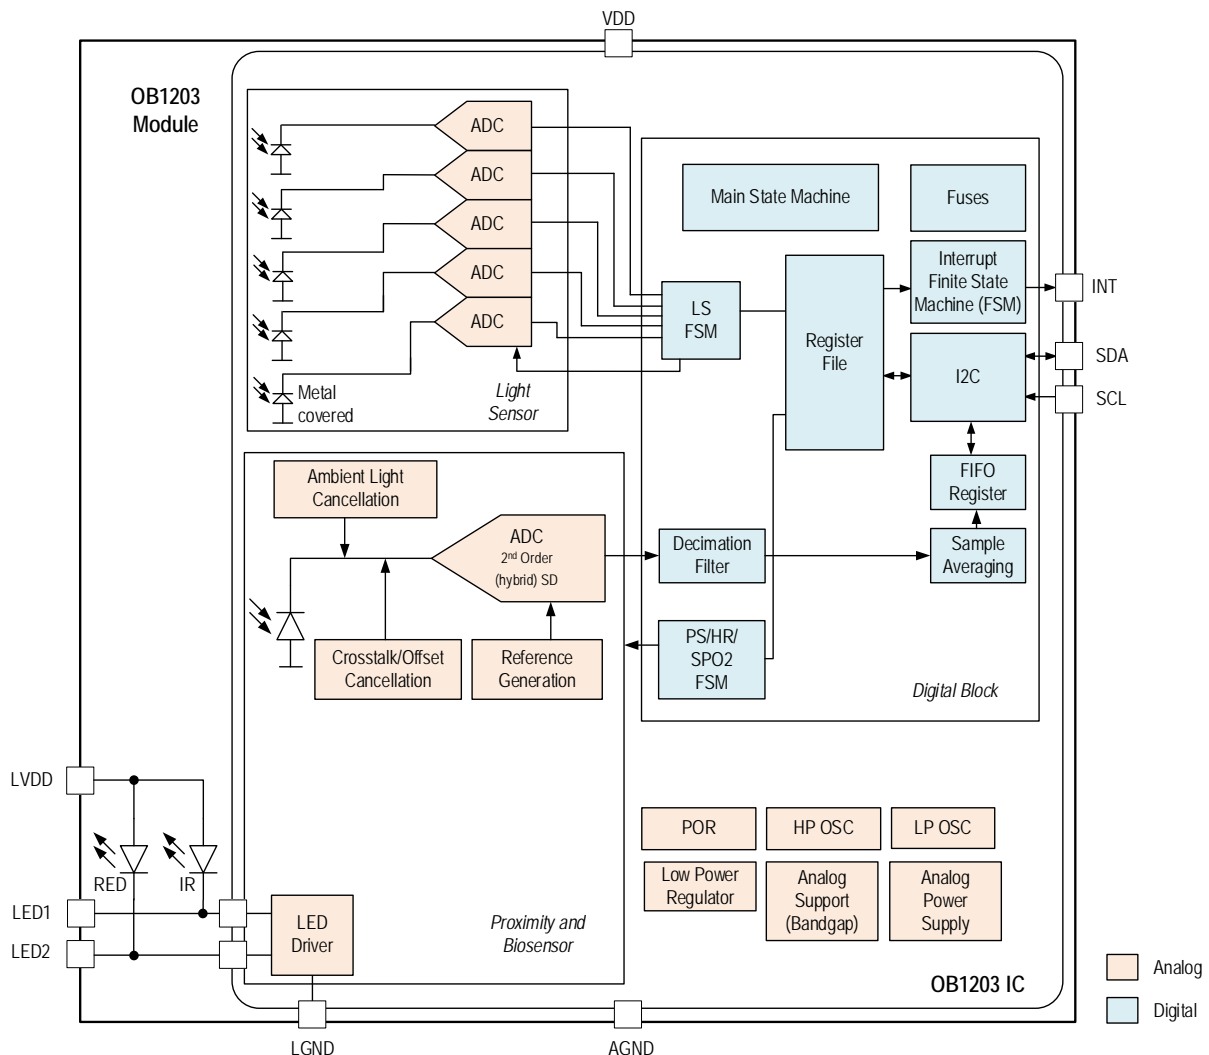 VDD
OB1203
Module
ADC
ADC
ADC
ADC
ADC
Metal
covered
Light
Sensor
LS
FSM
Main State Machine
Fuses
Register
File
Interrupt
Finite State
Machine (FSM)
INT
I2C
SDA
SCL
FIFO
Register
Sample
Averaging
Ambient Light
Cancellation
ADC
2nd Order
(hybrid) SD
Decimation
Filter
Crosstalk/Offset
Cancellation
Reference
Generation
PS/HR/
SPO2
FSM
Digital Block
LVDD
RED
IR
LED1
LED2
LED
Driver
Proximity and
Biosensor
POR
HP OSC
LP OSC
Low Power
Regulator
Analog
Support
(Bandgap)
Analog
Power
Supply
OB1203 IC
Analog
Digital
LGND
AGND